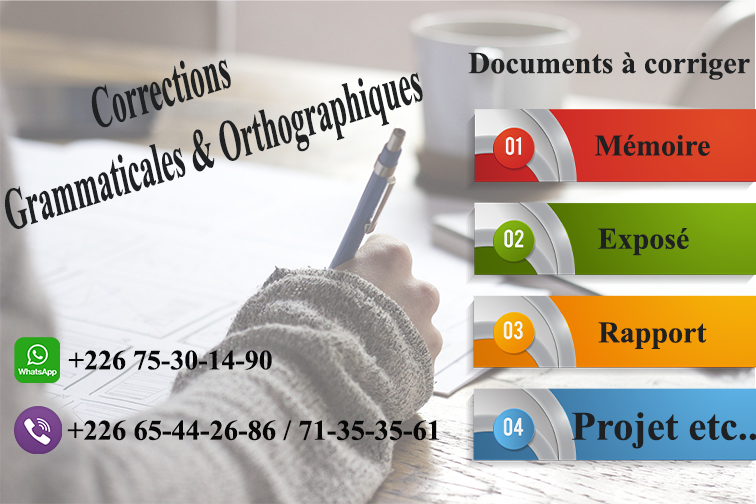 Corrections
Grammaticales & Orthographiques
Documents à corriger
01 Mémoire
02 Exposé
03 Rapport
04 Projet etc..
WhatsApp +226 75-30-14-90
+226 65-44-26-86 / 71-35-35-61